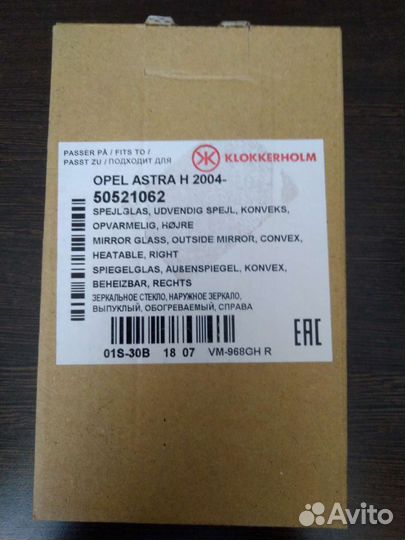 PASSER PÅ / FITS TO /
PASST ZU / ПОДХОДИТ ДЛЯ
KLOKKERHOLM
OPEL ASTRA H 2004-
50521062
SPEJLGLAS, UDVENDIG SPEJL, KONVEKS,
OPVARMELIG, HØJRE
MIRROR GLASS, OUTSIDE MIRROR, CONVEX,
HEATABLE, RIGHT
SPIEGELGLAS, AUßENSPIEGEL, KONVEX,
BEHEIZBAR, RECHTS
ЗЕРКАЛЬНОЕ СТЕКЛО, НАРУЖНОЕ ЗЕРКАЛО,
ВЫПУКЛЫЙ, ОБОГРЕВАЕМЫЙ, СПРАВА
EAC
01S-30B 18 07 VM-968GH R
Avito